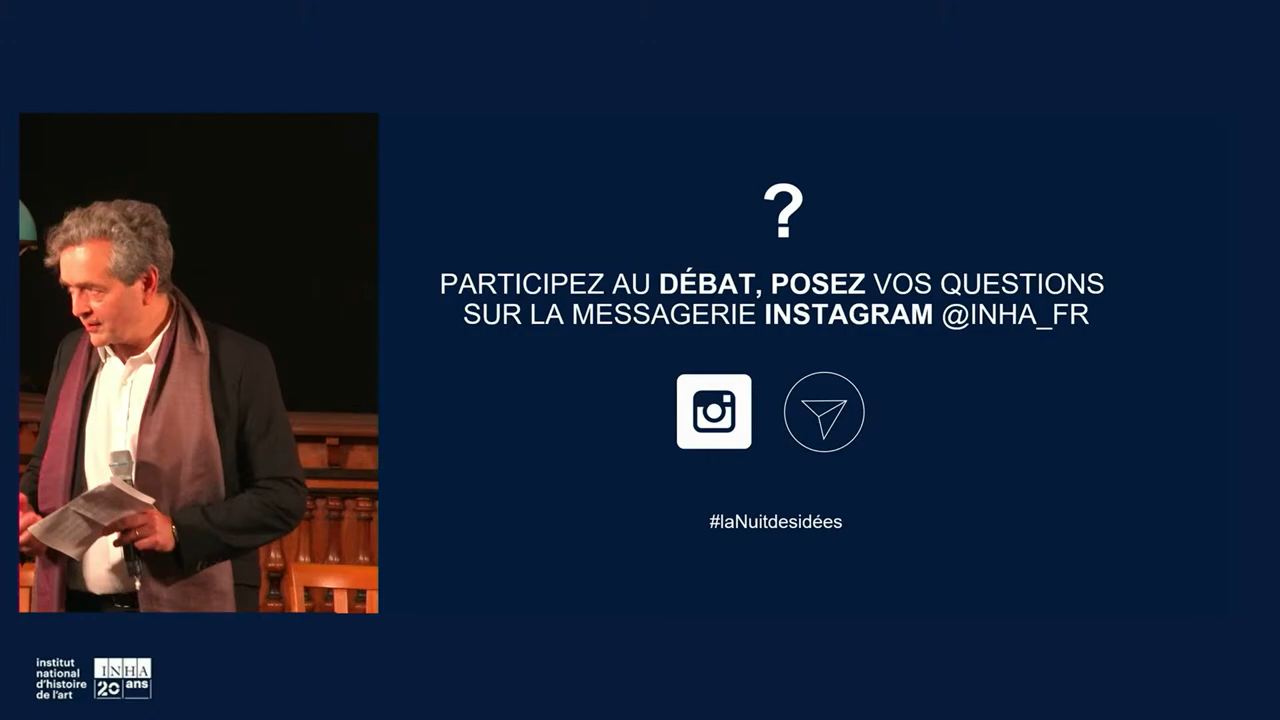 ?
PARTICIPEZ AU DÉBAT, POSEZ VOS QUESTIONS
SUR LA MESSAGERIE INSTAGRAM @INHA_FR
#laNuitdesidées
institut
national
d'histoire
de l'art
INHA
20 ans